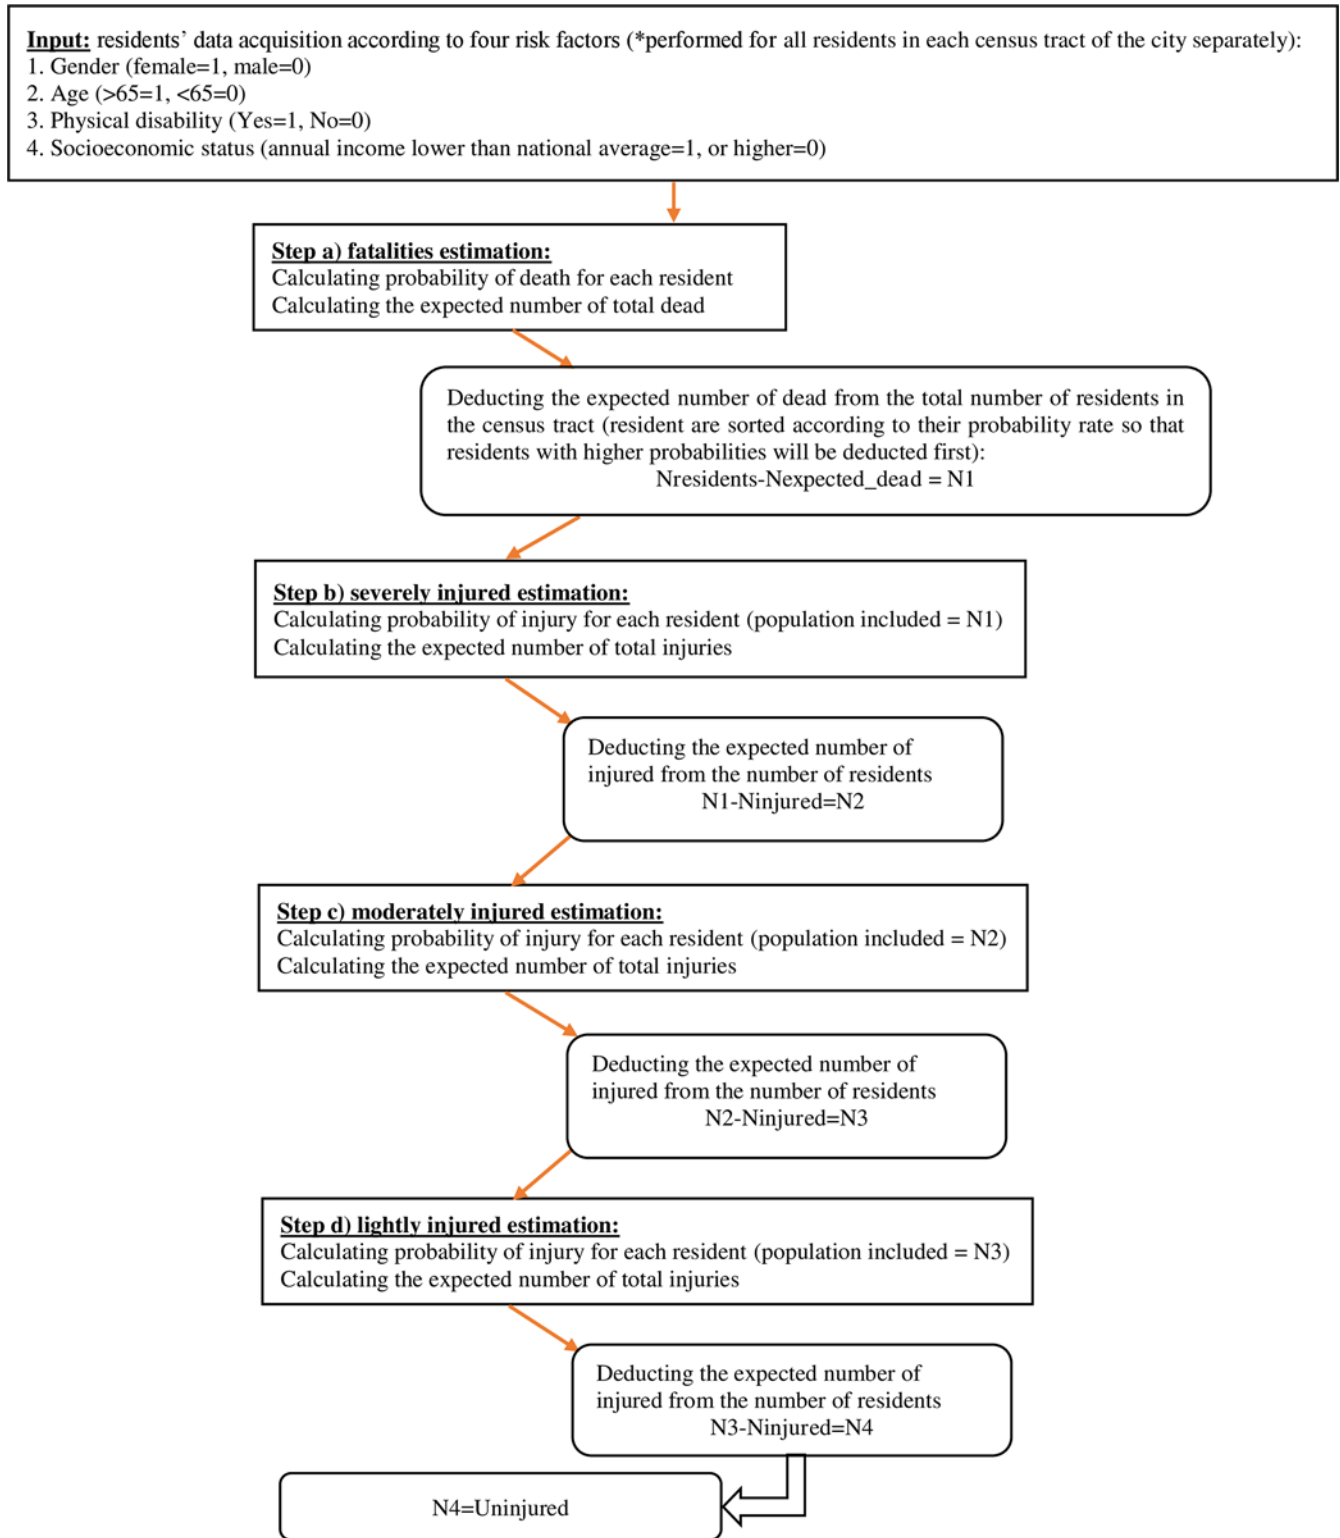 Input: residents’ data acquisition according to four risk factors (*performed for all residents in each census tract of the city separately):
1. Gender (female=1, male=0)
2. Age (>65=1, <65=0)
3. Physical disability (Yes=1, No=0)
4. Socioeconomic status (annual income lower than national average=1, or higher=0)
Step a) fatalities estimation:
Calculating probability of death for each resident
Calculating the expected number of total dead
Deducting the expected number of dead from the total number of residents in
the census tract (resident are sorted according to their probability rate so that
residents with higher probabilities will be deducted first):
Nresidents-Nexpected_dead = N1
Step b) severely injured estimation:
Calculating probability of injury for each resident (population included = N1)
Calculating the expected number of total injuries
Deducting the expected number of
injured from the number of residents
N1-Ninjured=N2
Step c) moderately injured estimation:
Calculating probability of injury for each resident (population included = N2)
Calculating the expected number of total injuries
Deducting the expected number of
injured from the number of residents
N2-Ninjured=N3
Step d) lightly injured estimation:
Calculating probability of injury for each resident (population included = N3)
Calculating the expected number of total injuries
Deducting the expected number of
injured from the number of residents
N3-Ninjured=N4
N4=Uninjured